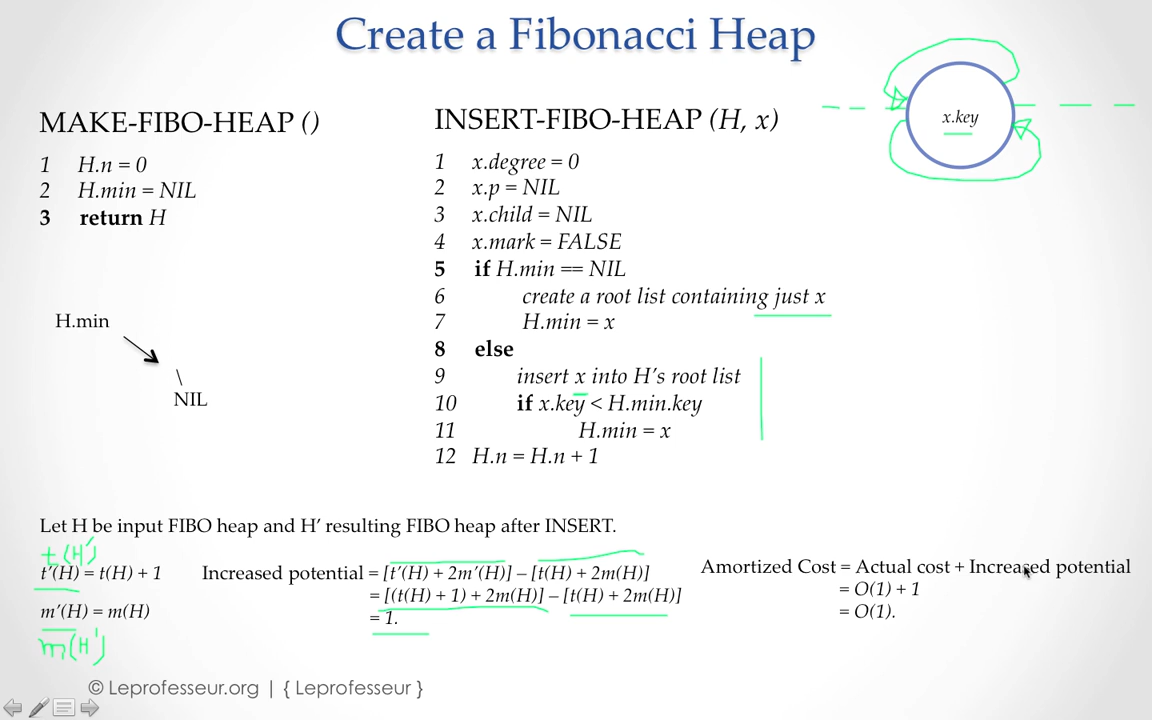 Create a Fibonacci Heap
MAKE-FIBO-HEAP ()
1 H.n = 0
2 H.min = NIL
3 return H
H.min
\
NIL
INSERT-FIBO-HEAP (H, x)
1 x.degree = 0
2 x.p = NIL
3 x.child = NIL
4 x.mark = FALSE
5 if H.min == NIL
6 create a root list containing just x
7 H.min = x
8 else
9 insert x into H's root list
10 if x.key < H.min.key
11 H.min = x
12 H.n = H.n + 1
x.key
Let H be input FIBO heap and H' resulting FIBO heap after INSERT.
t(H')
t'(H) = t(H) + 1
m'(H) = m(H)
m(H')
Increased potential = [t'(H) + 2m'(H)] – [t(H) + 2m(H)]
= [(t(H) + 1) + 2m(H)] – [t(H) + 2m(H)]
= 1.
Amortized Cost = Actual cost + Increased potential
= O(1) + 1
= O(1).
© Leprofesseur.org | { Leprofesseur }